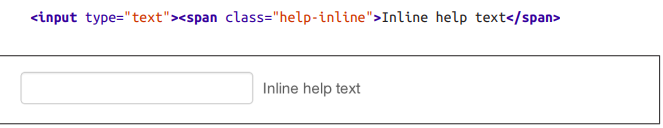 <input type="text"><span class="help-inline">Inline help text</span>
Inline help text